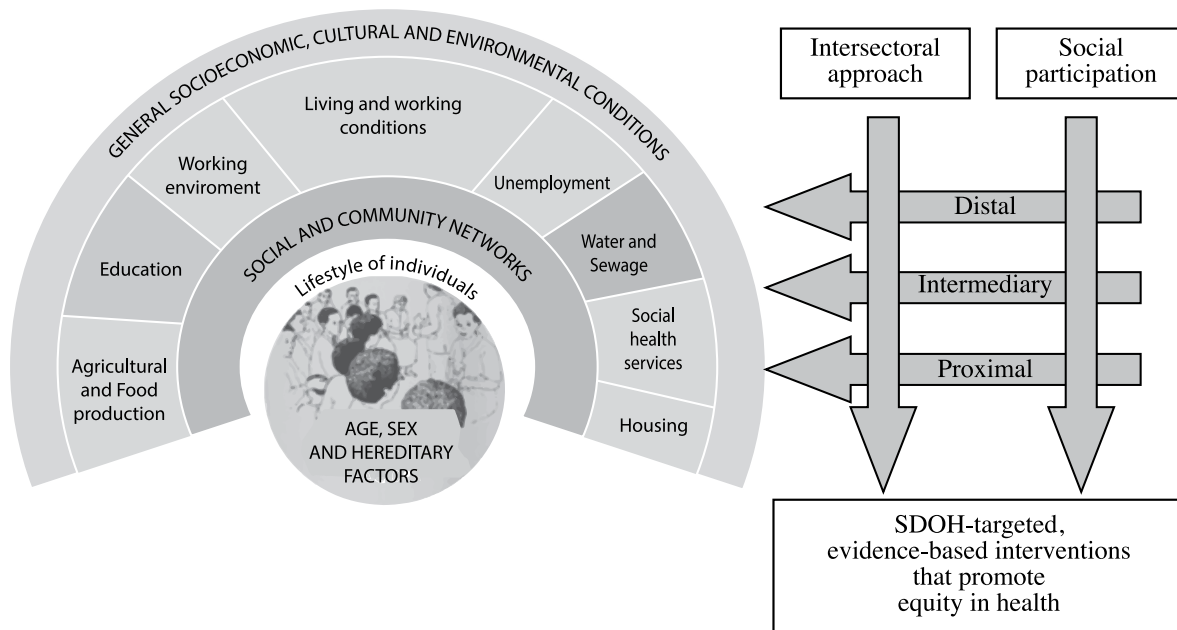 GENERAL SOCIOECONOMIC, CULTURAL AND ENVIRONMENTAL CONDITIONS
Living and working
conditions
Working
enviroment
Unemployment
Education
Water and
Sewage
Agricultural
and Food
production
Social
health
services
Housing
SOCIAL AND COMMUNITY NETWORKS
Lifestyle of individuals
AGE, SEX
AND HEREDITARY
FACTORS
Intersectoral
approach
Social
participation
Distal
Intermediary
Proximal
SDOH-targeted,
evidence-based interventions
that promote
equity in health